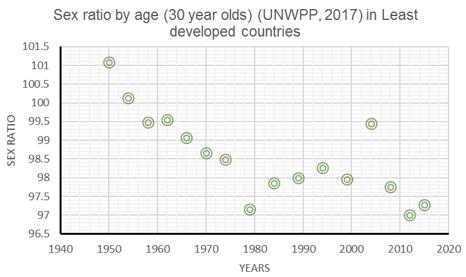 Sex ratio by age (30 year olds) (UNWPP, 2017) in Least
developed countries
101.5
101
100.5
100
99.5
99
98.5
98
97.5
97
96.5
SEX RATIO
1940 1950 1960 1970 1980 1990 2000 2010 2020
YEARS